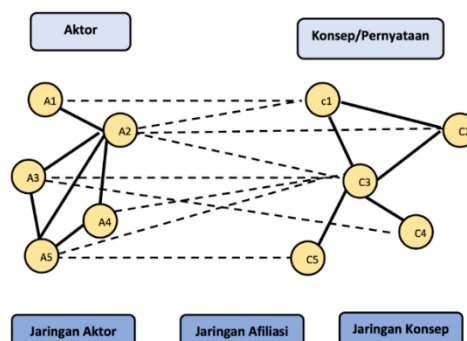 Aktor
Konsep/Pernyataan
A1
c1
A2
C2
A3
C3
A4
C4
A5
C5
Jaringan Aktor
Jaringan Afiliasi
Jaringan Konsep